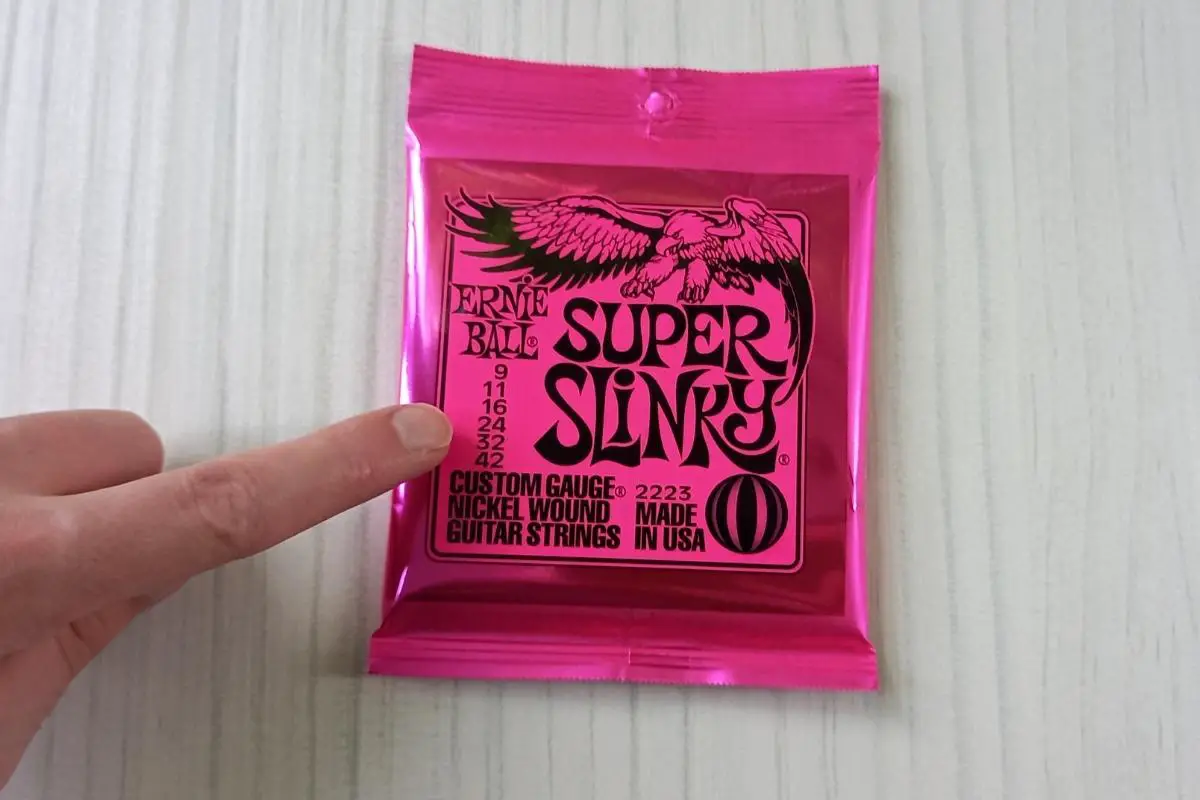 ERNIE
BALL®
SUPER
SLINKY®
9
11
16
24
32
42
CUSTOM GAUGE®
NICKEL WOUND
GUITAR STRINGS
2223
MADE
IN USA